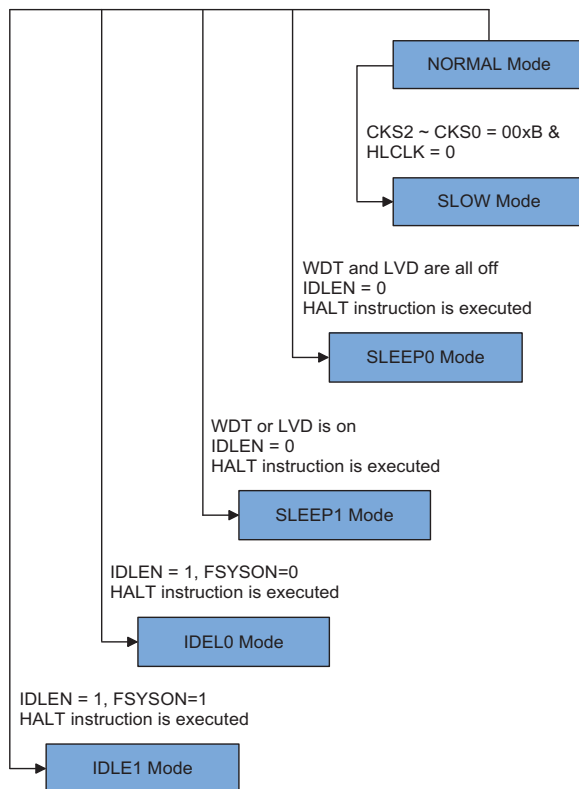 NORMAL Mode
CKS2 ~ CKS0 = 00xB &
HLCLK = 0
SLOW Mode
WDT and LVD are all off
IDLEN = 0
HALT instruction is executed
SLEEP0 Mode
WDT or LVD is on
IDLEN = 0
HALT instruction is executed
SLEEP1 Mode
IDLEN = 1, FSYSON=0
HALT instruction is executed
IDEL0 Mode
IDLEN = 1, FSYSON=1
HALT instruction is executed
IDLE1 Mode